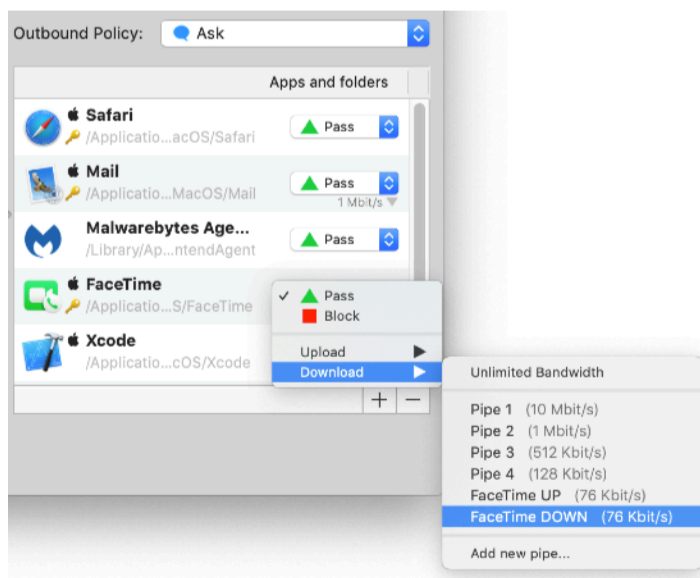 Outbound Policy: Ask
Apps and folders
Safari
/Applicatio...acOS/Safari
Pass
Mail
/Applicatio...MacOS/Mail
Pass
1 Mbit/s
Malwarebytes Age...
/Library/Ap...ntendAgent
Pass
FaceTime
/Applicatio...S/FaceTime
Xcode
/Applicatio...cOS/Xcode
Pass
Block
Upload
Download
+ −
Unlimited Bandwidth
Pipe 1 (10 Mbit/s)
Pipe 2 (1 Mbit/s)
Pipe 3 (512 Kbit/s)
Pipe 4 (128 Kbit/s)
FaceTime UP (76 Kbit/s)
FaceTime DOWN (76 Kbit/s)
Add new pipe...